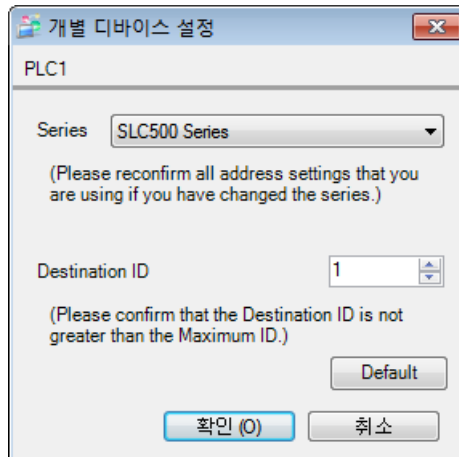 개별 디바이스 설정
PLC1
Series SLC500 Series
(Please reconfirm all address settings that you
are using if you have changed the series.)
Destination ID 1
(Please confirm that the Destination ID is not
greater than the Maximum ID.)
Default
확인 (O) 취소